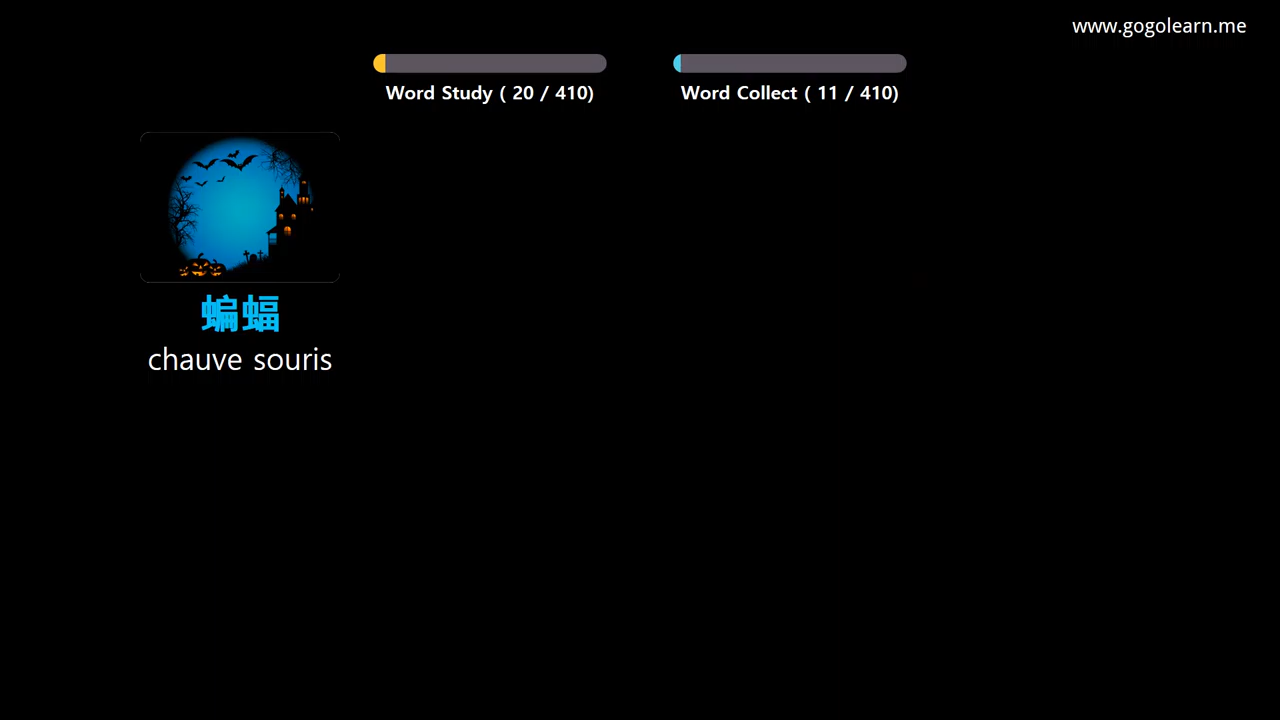 www.gogolearn.me
Word Study ( 20 / 410)
Word Collect ( 11 / 410)
蝙蝠
chauve souris